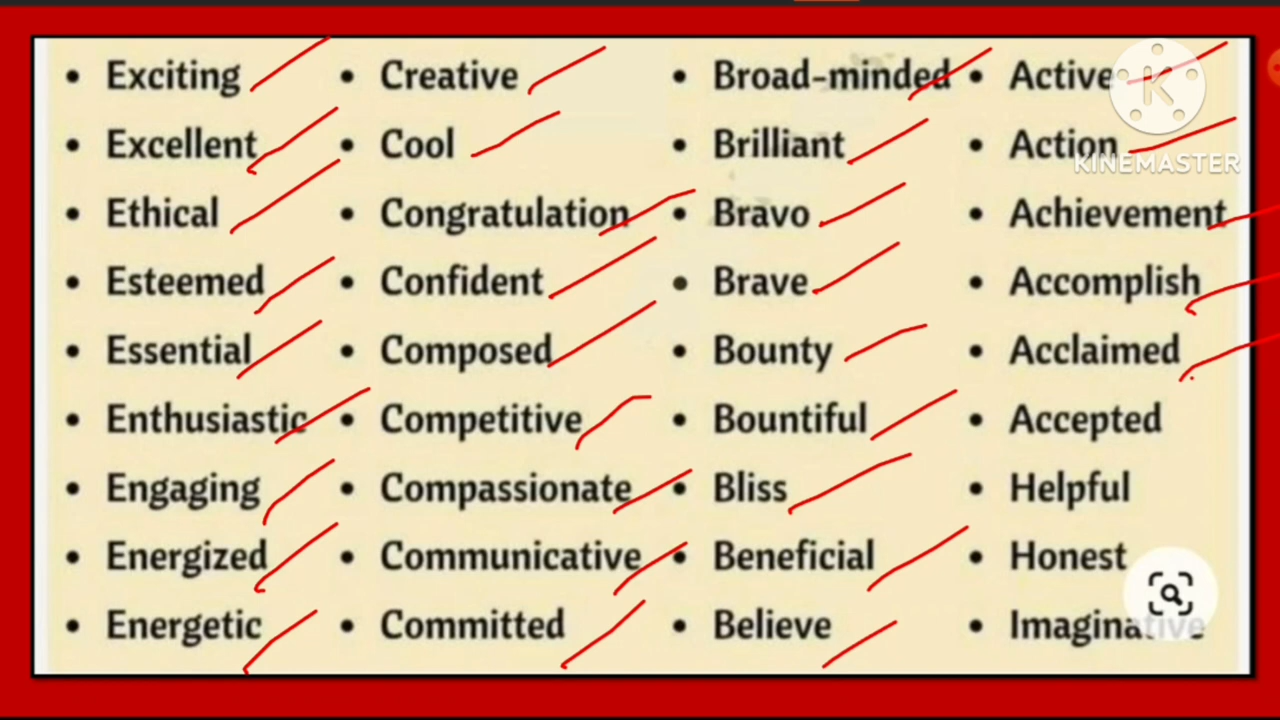 • Exciting • Creative • Broad-minded • Active
• Excellent • Cool • Brilliant • Action
KINEMASTER
• Ethical • Congratulation • Bravo • Achievement
• Esteemed • Confident • Brave • Accomplish
• Essential • Composed • Bounty • Acclaimed
• Enthusiastic • Competitive • Bountiful • Accepted
• Engaging • Compassionate • Bliss • Helpful
• Energized • Communicative • Beneficial • Honest
• Energetic • Committed • Believe • Imaginative